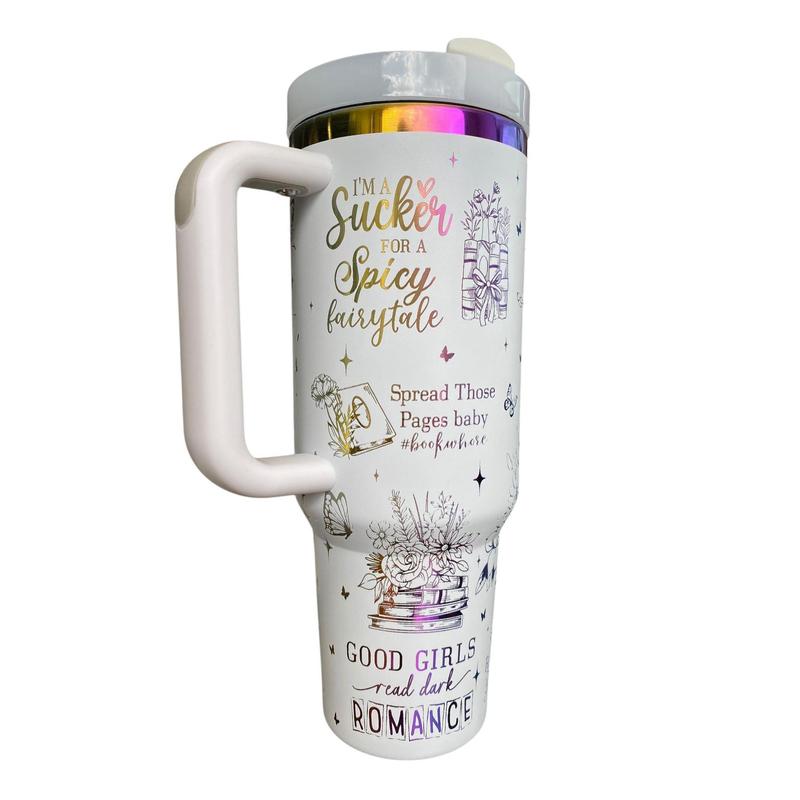 I'M A
Sucker
FOR A
Spicy
fairytale
Spread Those
Pages baby
#bookwhore
GOOD GIRLS
read dark
ROMANCE